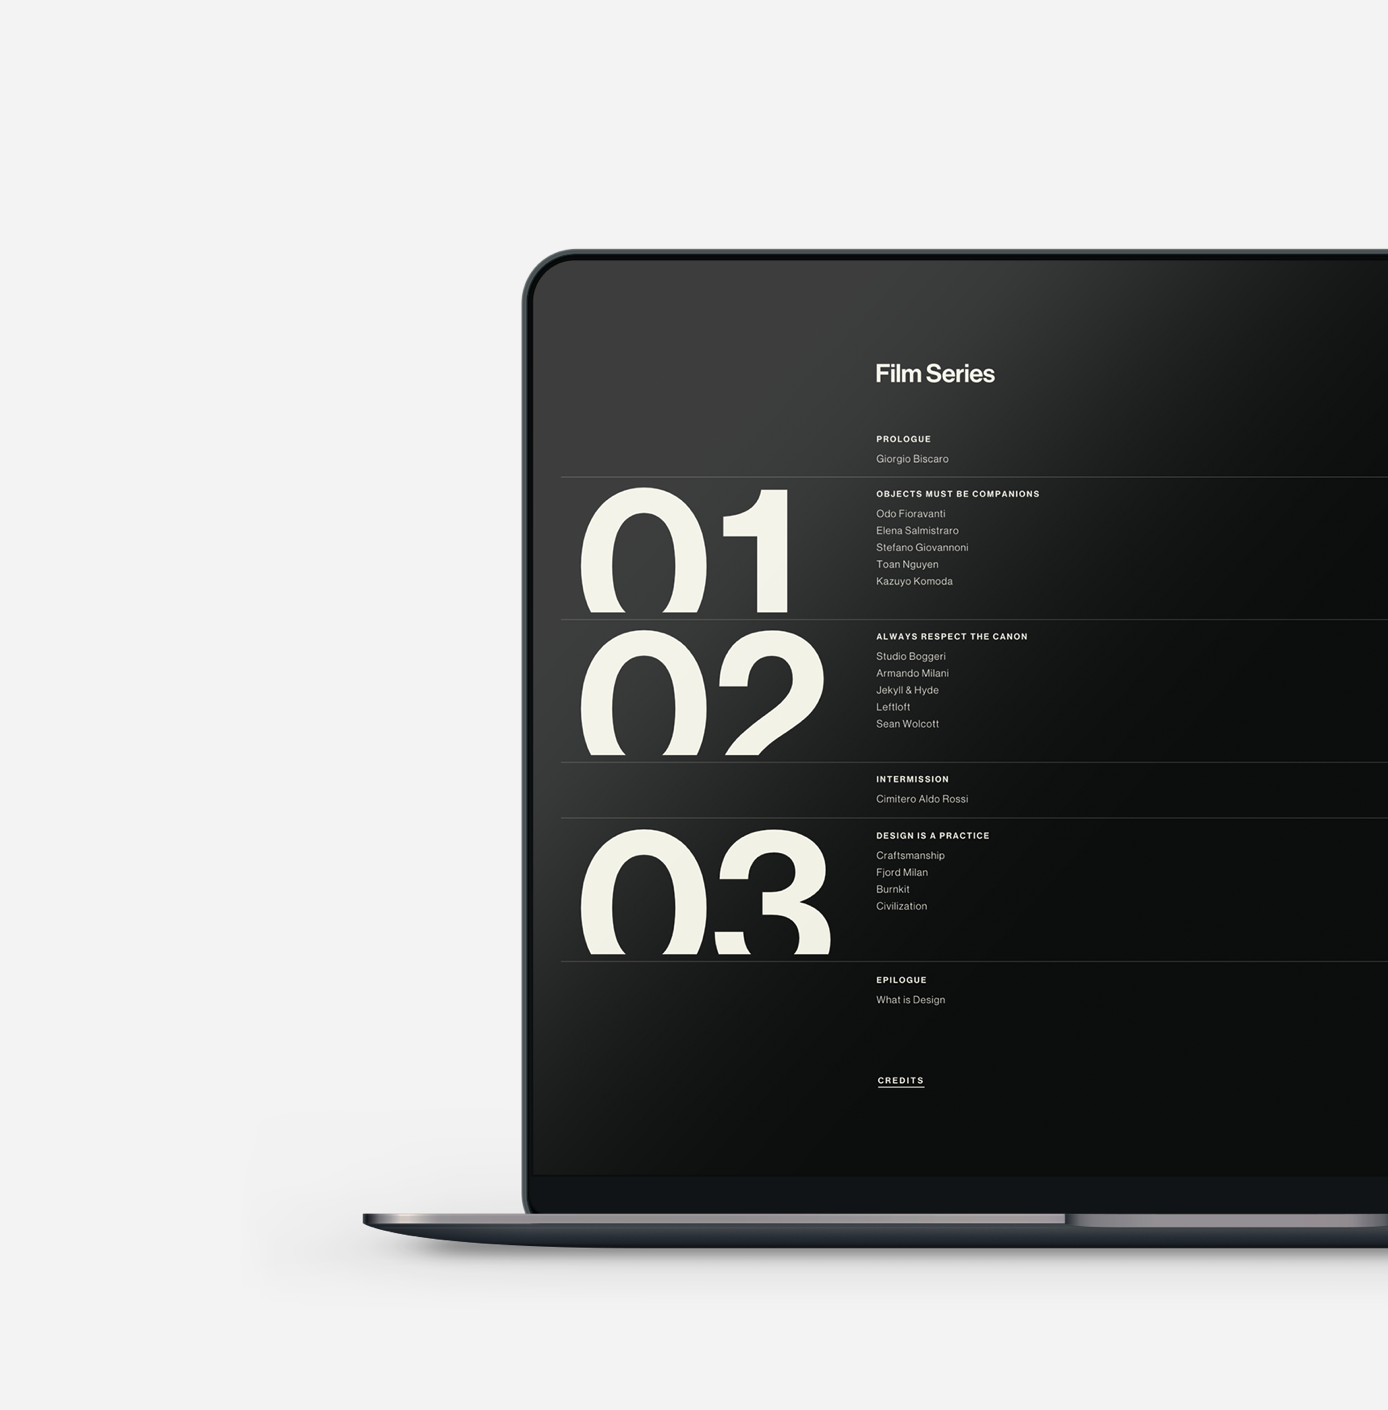 Film Series
PROLOGUE
Giorgio Biscaro
01
OBJECTS MUST BE COMPANIONS
Odo Fioravanti
Elena Salmistraro
Stefano Giovannoni
Toan Nguyen
Kazuyo Komoda
02
ALWAYS RESPECT THE CANON
Studio Boggeri
Armando Milani
Jekyll & Hyde
Leftloft
Sean Wolcott
INTERMISSION
Cimitero Aldo Rossi
03
DESIGN IS A PRACTICE
Craftsmanship
Fjord Milan
Burnkit
Civilization
EPILOGUE
What is Design
CREDITS